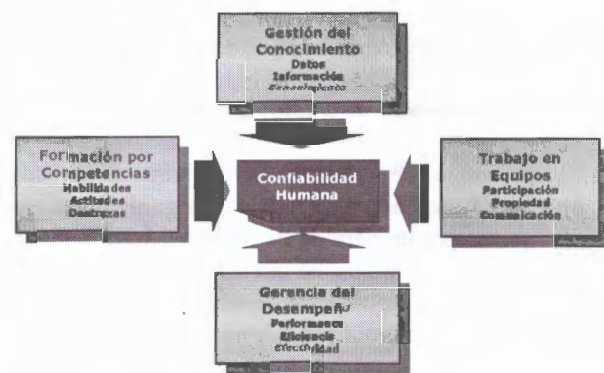 Gestión del
Conocimiento
Datos
Información
Formación por
Competencias
Habilidades
Actitudes
Destrezas
Confiabilidad
Humana
Trabajo en
Equipos
Participación
Propiedad
Comunicación
Gerencia del
Desempeño
Performance
Eficiencia
Efectividad